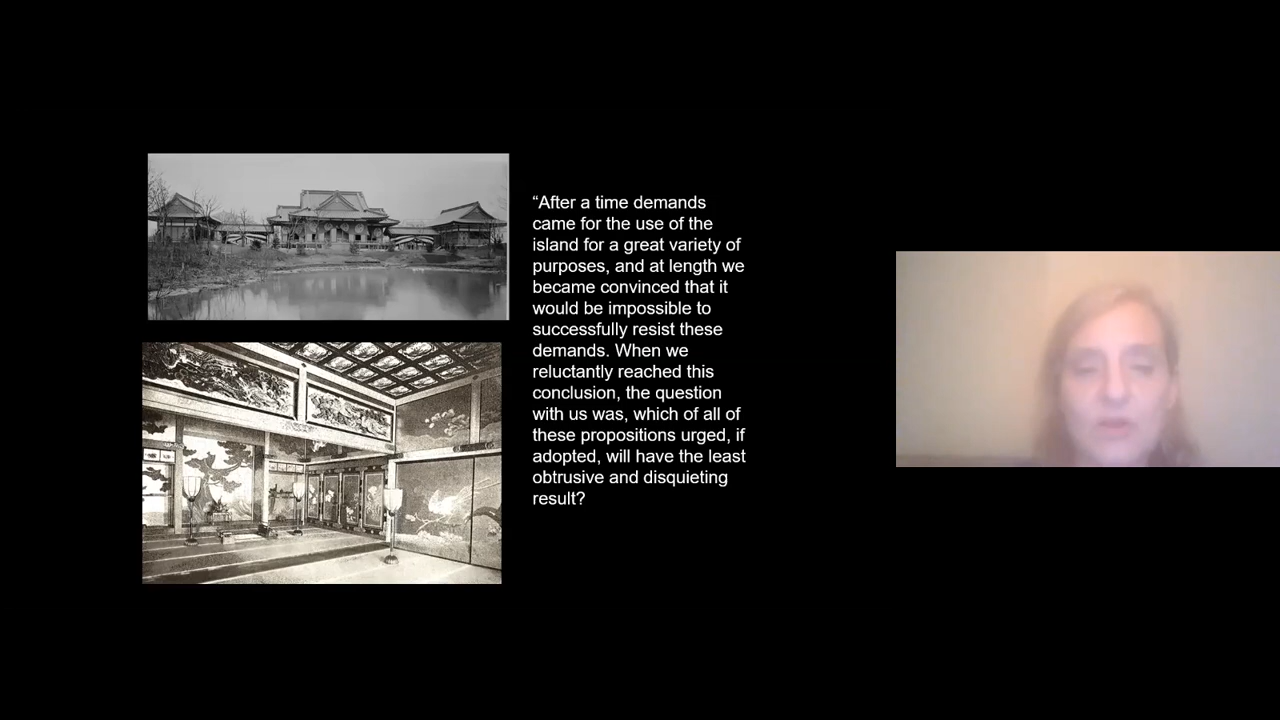 “After a time demands
came for the use of the
island for a great variety of
purposes, and at length we
became convinced that it
would be impossible to
successfully resist these
demands. When we
reluctantly reached this
conclusion, the question
with us was, which of all of
these propositions urged, if
adopted, will have the least
obtrusive and disquieting
result?